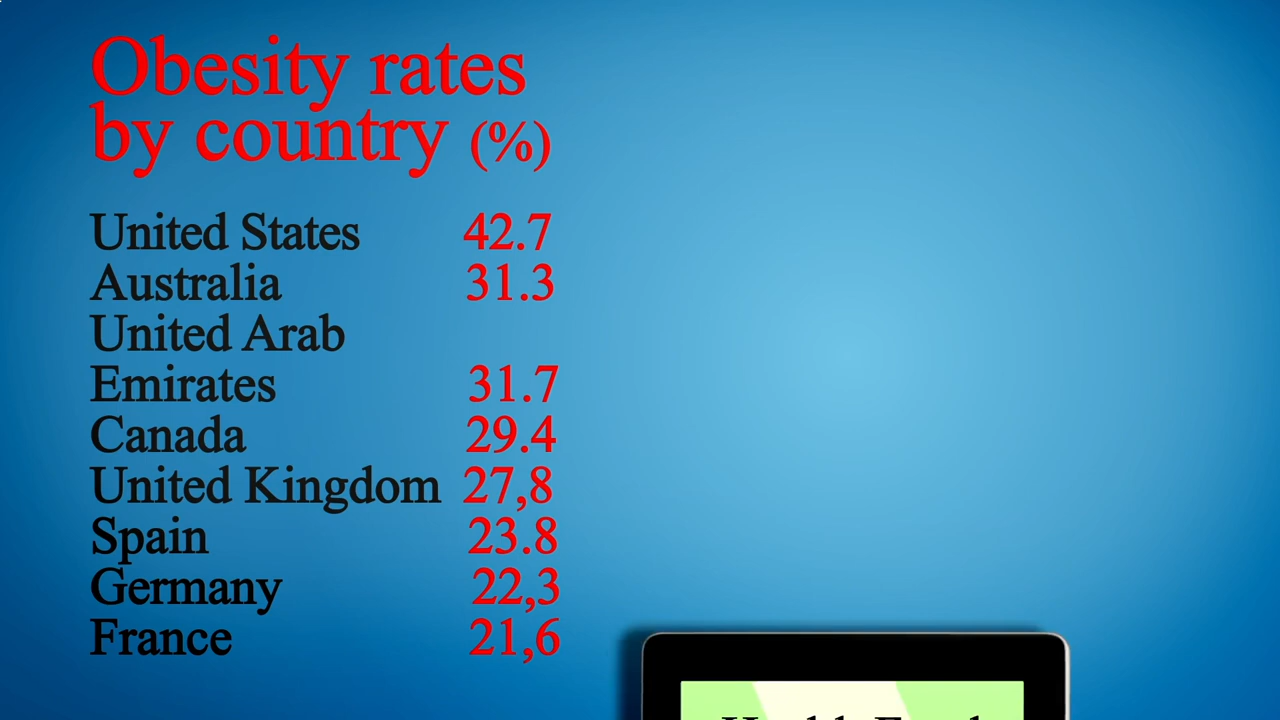 Obesity rates
by country (%)
United States 42.7
Australia 31.3
United Arab
Emirates 31.7
Canada 29.4
United Kingdom 27,8
Spain 23.8
Germany 22,3
France 21,6